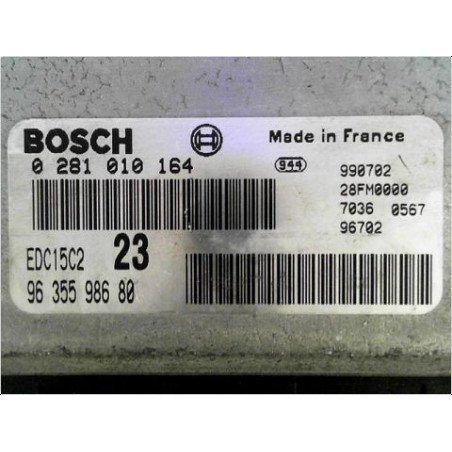 BOSCH Made in France
0 281 010 164 944 990702
28FM0000
7036 0567
96702
EDC15C2 23
96 355 986 80